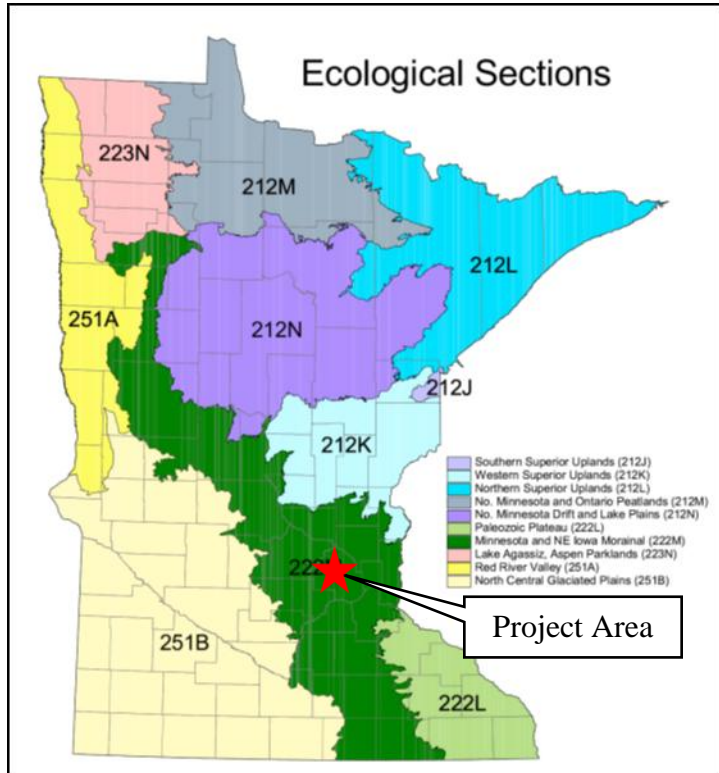 Ecological Sections
223N
212M
212L
251A
212N
212J
212K
Southern Superior Uplands (212J)
Western Superior Uplands (212K)
Northern Superior Uplands (212L)
No. Minnesota and Ontario Peatlands (212M)
No. Minnesota Drift and Lake Plains (212N)
Paleozoic Plateau (222L)
Minnesota and NE Iowa Morainal (222M)
Lake Agassiz, Aspen Parklands (223N)
Red River Valley (251A)
North Central Glaciated Plains (251B)
Project Area
251B
222L